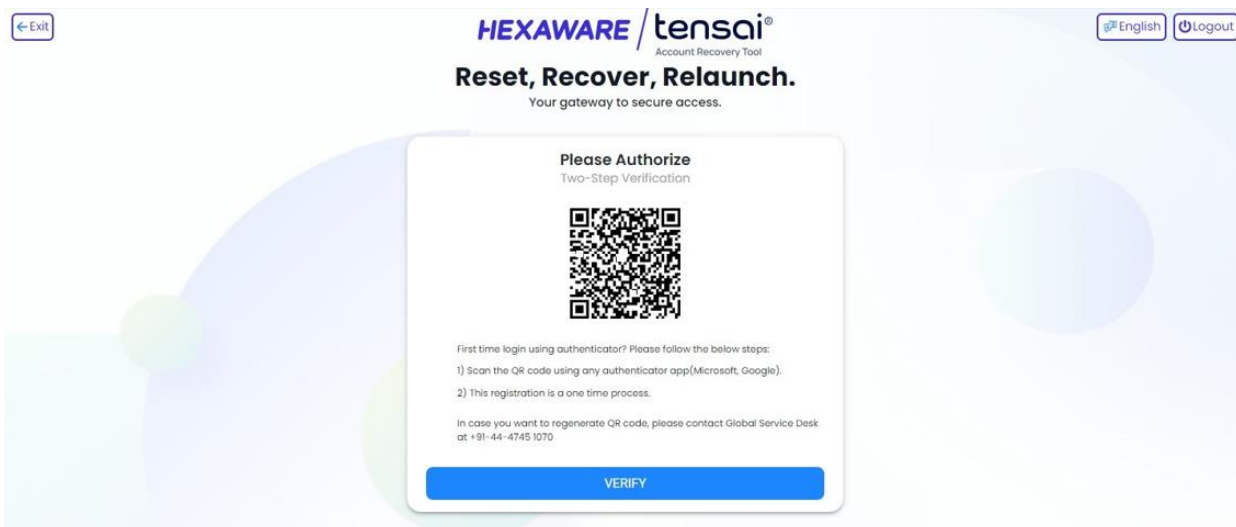 ←Exit
HEXAWARE / tensai®
Account Recovery Tool
English
Logout
Reset, Recover, Relaunch.
Your gateway to secure access.
Please Authorize
Two-Step Verification
First time login using authenticator? Please follow the below steps:
1) Scan the QR code using any authenticator app(Microsoft, Google).
2) This registration is a one time process.
In case you want to regenerate QR code, please contact Global Service Desk
at +91-44-4745 1070
VERIFY